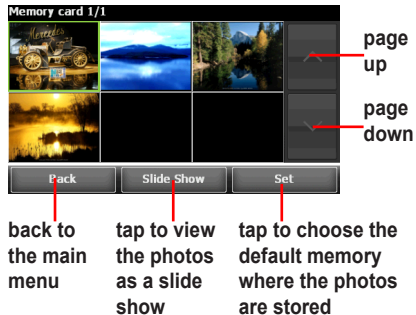 Memory card 1/1
Mercedes
page
up
page
down
Back
Slide Show
Set
back to
the main
menu
tap to view
the photos
as a slide
show
tap to choose the
default memory
where the photos
are stored